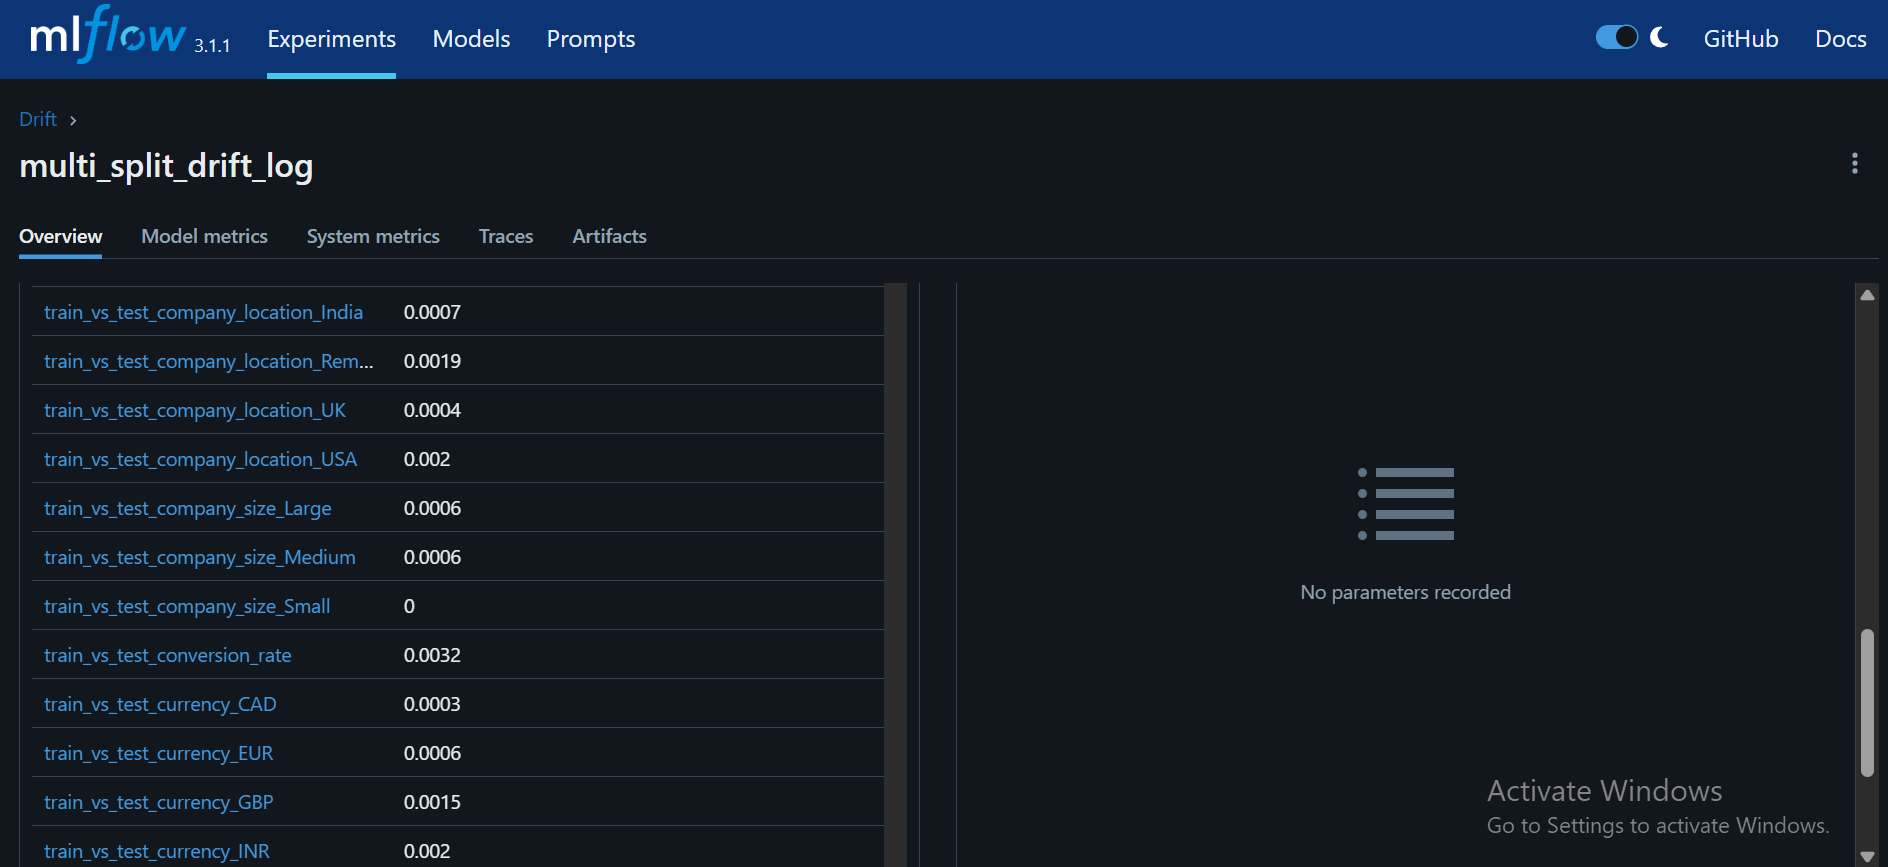 mlflow 3.1.1 Experiments Models Prompts GitHub Docs
Drift
multi_split_drift_log
Overview Model metrics System metrics Traces Artifacts
train_vs_test_company_location_India 0.0007
train_vs_test_company_location_Rem... 0.0019
train_vs_test_company_location_UK 0.0004
train_vs_test_company_location_USA 0.002
train_vs_test_company_size_Large 0.0006
train_vs_test_company_size_Medium 0.0006
train_vs_test_company_size_Small 0
train_vs_test_conversion_rate 0.0032
train_vs_test_currency_CAD 0.0003
train_vs_test_currency_EUR 0.0006
train_vs_test_currency_GBP 0.0015
train_vs_test_currency_INR 0.002
No parameters recorded
Activate Windows
Go to Settings to activate Windows.